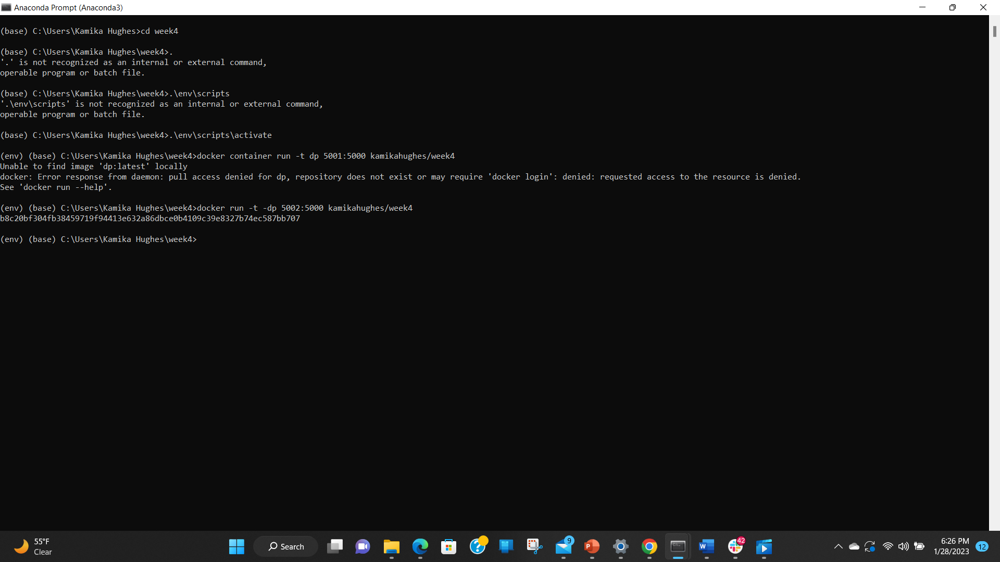 Anaconda Prompt (Anaconda3)
(base) C:\Users\Kamika Hughes>cd week4
(base) C:\Users\Kamika Hughes\week4>.
'.' is not recognized as an internal or external command,
operable program or batch file.
(base) C:\Users\Kamika Hughes\week4>.\env\scripts
'.\env\scripts' is not recognized as an internal or external command,
operable program or batch file.
(base) C:\Users\Kamika Hughes\week4>.\env\scripts\activate
(env) (base) C:\Users\Kamika Hughes\week4>docker container run -t dp 5001:5000 kamikahughes/week4
Unable to find image 'dp:latest' locally
docker: Error response from daemon: pull access denied for dp, repository does not exist or may require 'docker login': denied: requested access to the resource is denied.
See 'docker run --help'.
(env) (base) C:\Users\Kamika Hughes\week4>docker run -t -dp 5002:5000 kamikahughes/week4
b8c20bf304fb38459719f94413e632a86dbce0b4109c39e8327b74ec587bb707
(env) (base) C:\Users\Kamika Hughes\week4>
55°F
Clear
Search
9
P
W
42
6:26 PM
1/28/2023
12